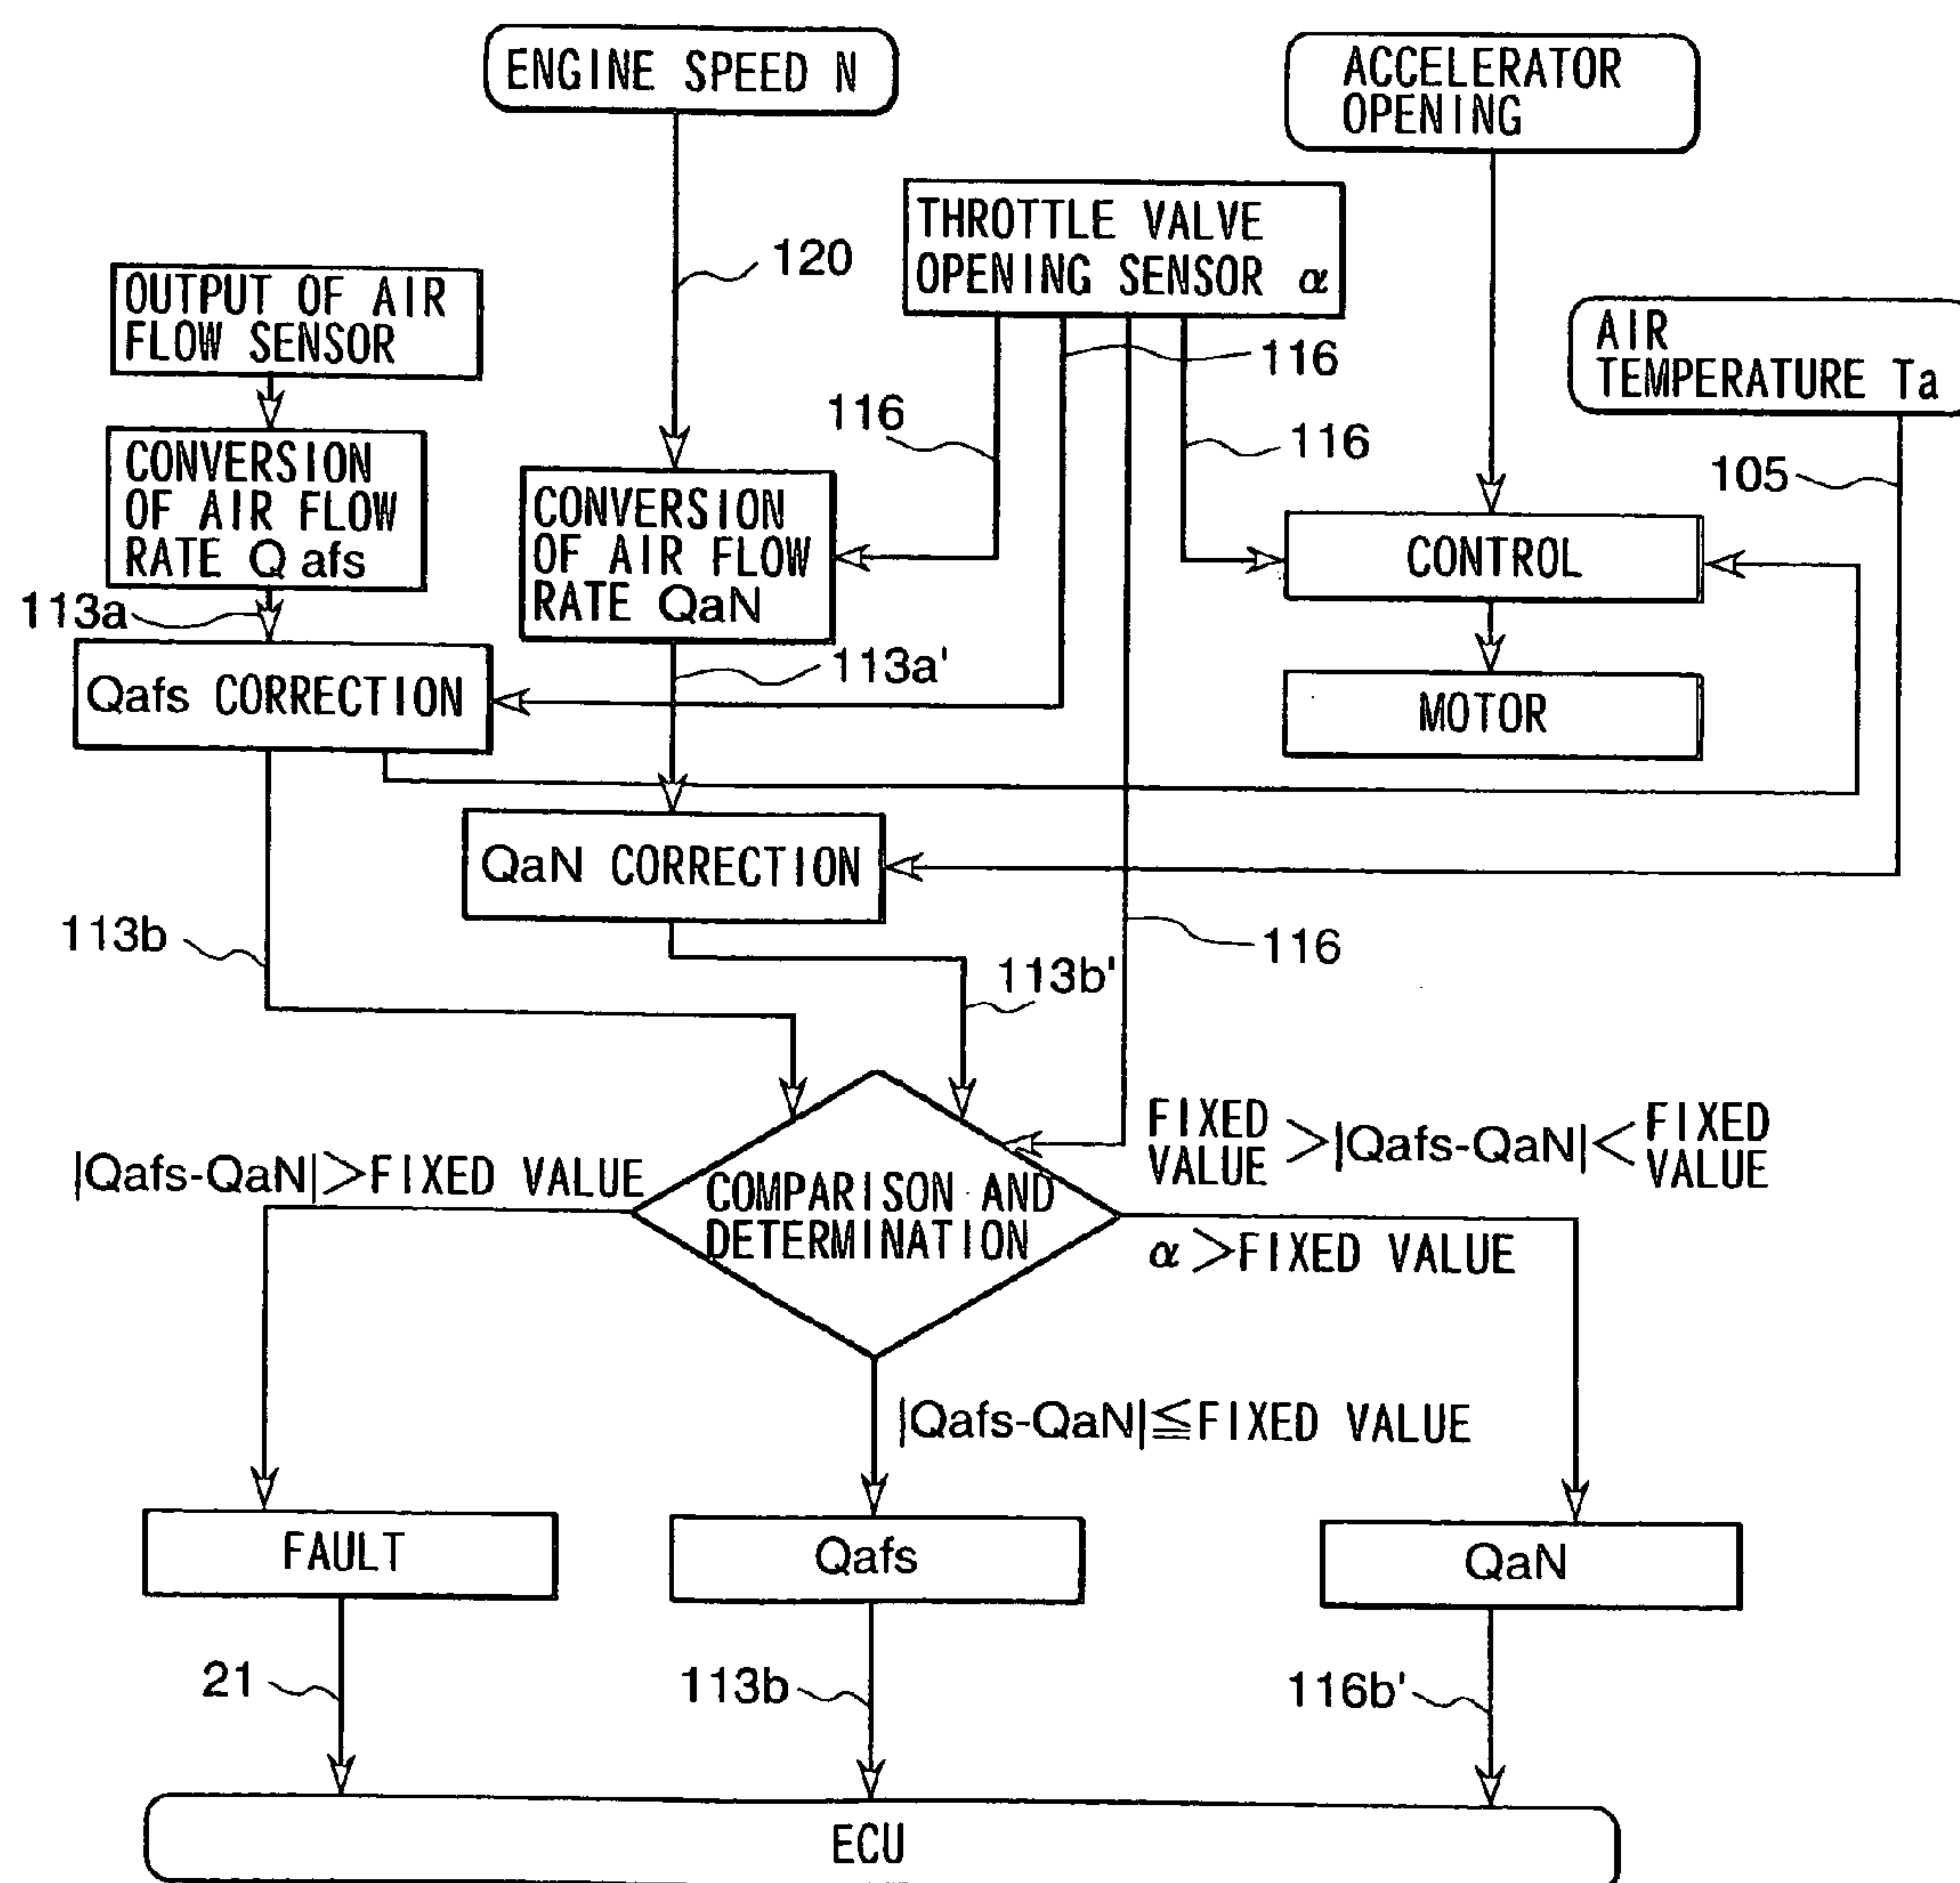 ENGINE SPEED N
ACCELERATOR
OPENING
THROTTLE VALVE
OPENING SENSOR α
120
OUTPUT OF AIR
FLOW SENSOR
AIR
TEMPERATURE Ta
116
116
116
105
CONVERSION
OF AIR FLOW
RATE Q afs
CONVERSION
OF AIR FLOW
RATE QaN
CONTROL
113a
113a'
Qafs CORRECTION
MOTOR
QaN CORRECTION
113b
116
113b'
|Qafs-QaN|>FIXED VALUE
FIXED
VALUE >|Qafs-QaN|< FIXED
VALUE
COMPARISON AND
DETERMINATION
α >FIXED VALUE
|Qafs-QaN|≦FIXED VALUE
FAULT
Qafs
QaN
21
113b
116b'
ECU